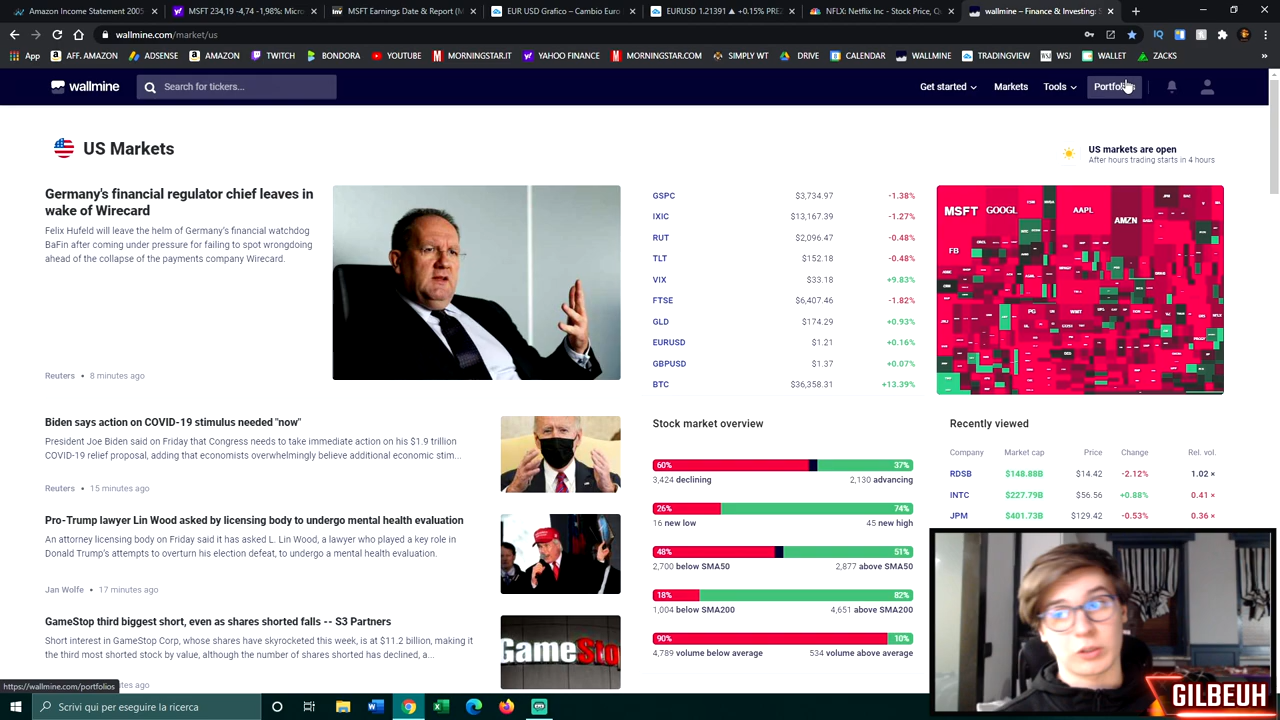 Amazon Income Statement 2005
MSFT 234,19 -4,74 -1,98% Micro
MSFT Earnings Date & Report (M
EUR USD Grafico – Cambio Euro
EURUSD 1.21391 ▲ +0.15% PRE
NFLX: Netflix Inc - Stock Price, C
wallmine.com/market/us
App
AFF. AMAZON
ADSENSE
AMAZON
TWITCH
BONDORA
YOUTUBE
MORNINGSTAR.IT
YAHOO FINANCE
MORNINGSTAR.COM
SIMPLY WT
DRIVE
CALENDAR
WALLMINE
TRADINGVIEW
WSJ
WALLET
ZACKS
wallmine
Search for tickers...
Get started
Markets
Tools
Portfolios
US Markets
US markets are open
After hours trading starts in 4 hours
Germany's financial regulator chief leaves in
wake of Wirecard
Felix Hufeld will leave the helm of Germany's financial watchdog
BaFin after coming under pressure for failing to spot wrongdoing
ahead of the collapse of the payments company Wirecard.
Reuters • 8 minutes ago
GSPC $3,734.97 -1.38%
IXIC $13,167.39 -1.27%
RUT $2,096.47 -0.48%
TLT $152.18 -0.48%
VIX $33.18 +9.83%
FTSE $6,407.46 -1.82%
GLD $174.29 +0.93%
EURUSD $1.21 +0.16%
GBPUSD $1.37 +0.07%
BTC $36,358.31 +13.39%
MSFT
GOOGL
AAPL
AMZN
FB
PG
Biden says action on COVID-19 stimulus needed "now"
President Joe Biden said on Friday that Congress needs to take immediate action on his $1.9 trillion
COVID-19 relief proposal, adding that economists overwhelmingly believe additional economic stim...
Reuters • 15 minutes ago
Pro-Trump lawyer Lin Wood asked by licensing body to undergo mental health evaluation
An attorney licensing body on Friday said it has asked L. Lin Wood, a lawyer who played a key role in
Donald Trump's attempts to overturn his election defeat, to undergo a mental health evaluation.
Jan Wolfe • 17 minutes ago
GameStop third biggest short, even as shares shorted falls -- S3 Partners
Short interest in GameStop Corp, whose shares have skyrocketed this week, is at $11.2 billion, making it
the third most shorted stock by value, although the number of shares shorted has declined, a...
GameSto
tes ago
Stock market overview
60% 37%
3,424 declining 2,130 advancing
26% 74%
16 new low 45 new high
48% 51%
2,700 below SMA50 2,877 above SMA50
18% 82%
1,004 below SMA200 4,651 above SMA200
90% 10%
4,789 volume below average 534 volume above average
Recently viewed
Company Market cap Price Change Rel. vol.
RDSB $148.88B $14.42 -2.12% 1.02 ×
INTC $227.79B $56.56 +0.88% 0.41 ×
JPM $401.73B $129.42 -0.53% 0.36 ×
https://wallmine.com/portfolios
Scrivi qui per eseguire la ricerca
GILBEUH